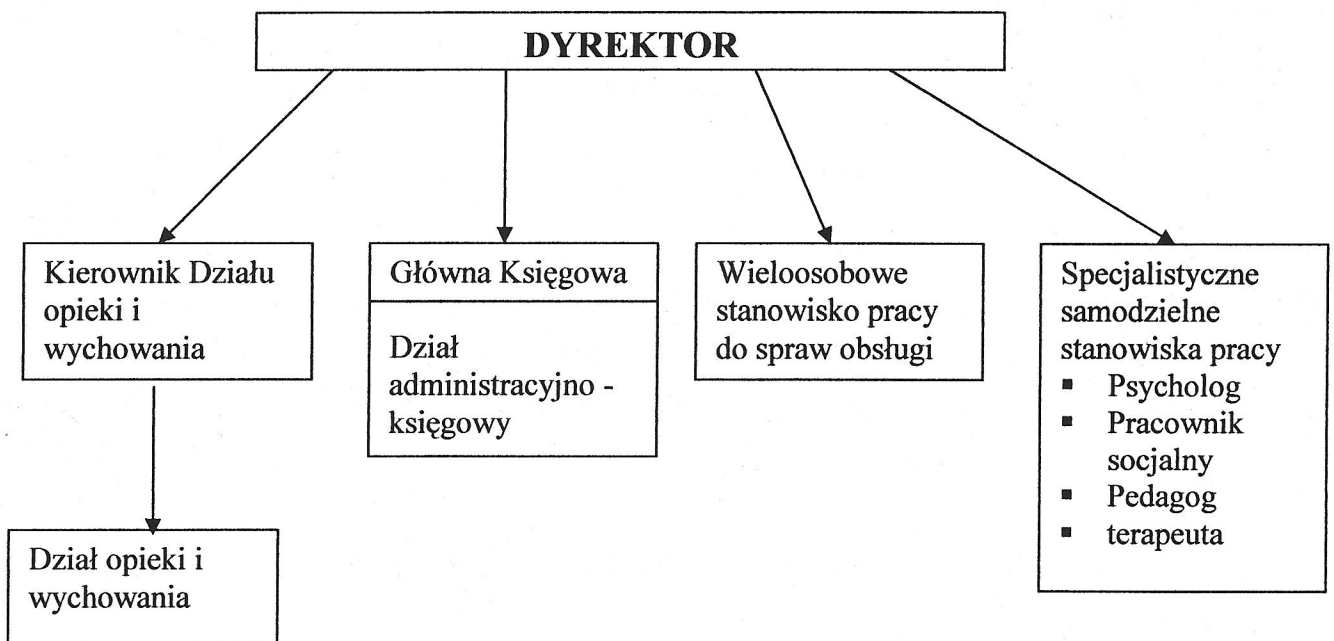 DYREKTOR
Kierownik Działu
opieki i
wychowania
Główna Księgowa
Dział
administracyjno -
księgowy
Wieloosobowe
stanowisko pracy
do spraw obsługi
Specjalistyczne
samodzielne
stanowiska pracy
▪ Psycholog
▪ Pracownik
socjalny
▪ Pedagog
▪ terapeuta
Dział opieki i
wychowania